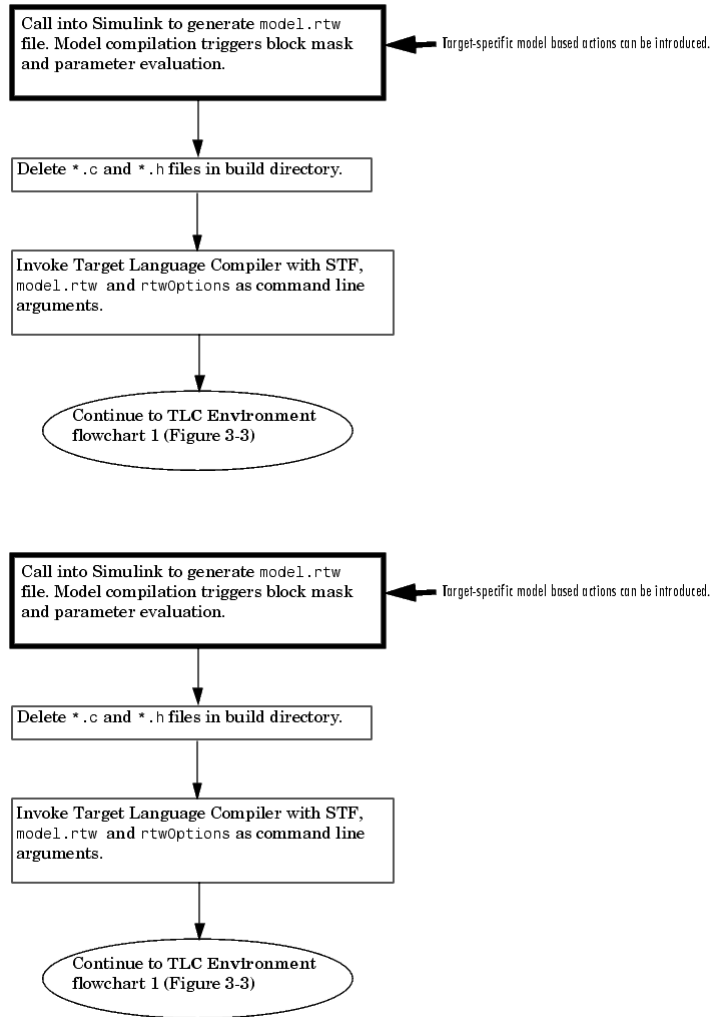 Call into Simulink to generate model.rtw
file. Model compilation triggers block mask
and parameter evaluation.
Target-specific model based actions can be introduced.
Delete *.c and *.h files in build directory.
Invoke Target Language Compiler with STF,
model.rtw and rtwOptions as command line
arguments.
Continue to TLC Environment
flowchart 1 (Figure 3-3)
Call into Simulink to generate model.rtw
file. Model compilation triggers block mask
and parameter evaluation.
Target-specific model based actions can be introduced.
Delete *.c and *.h files in build directory.
Invoke Target Language Compiler with STF,
model.rtw and rtwOptions as command line
arguments.
Continue to TLC Environment
flowchart 1 (Figure 3-3)